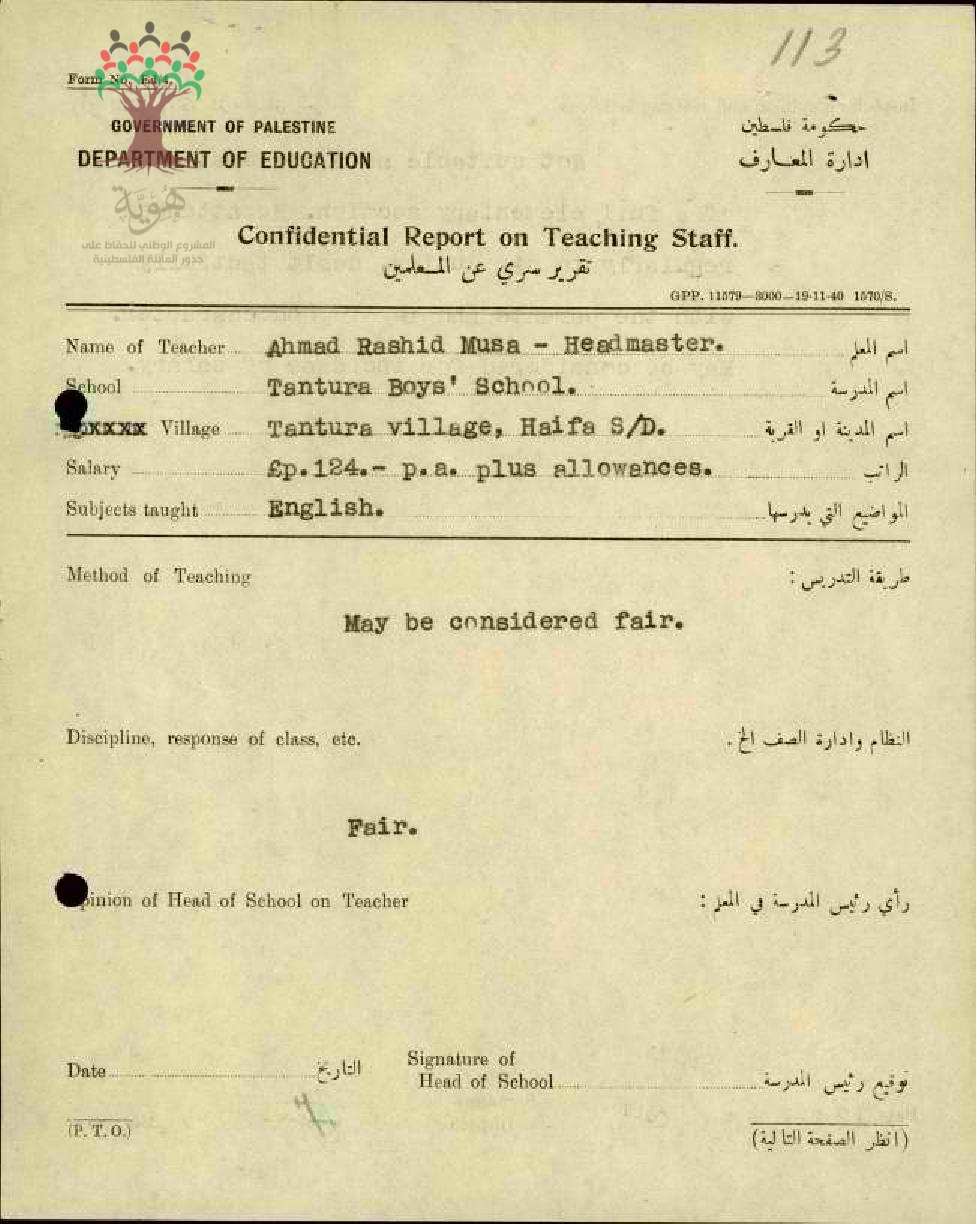 113
Form No. Ed.4.
GOVERNMENT OF PALESTINE
حكومة فلسطين
DEPARTMENT OF EDUCATION
ادارة المعارف
هُويَّة
المشروع الوطني للحفاظ على
جذور العائلة الفلسطينية
Confidential Report on Teaching Staff.
تقرير سري عن المعلمين
GPP. 11579—3000—19-11-40 1570/S.
Name of Teacher Ahmad Rashid Musa - Headmaster. اسم المعلم
School Tantura Boys' School. اسم المدرسة
xxxx Village Tantura village, Haifa S/D. اسم المدينة او القرية
Salary £p.124.- p.a. plus allowances. الراتب
Subjects taught English. المواضيع التي يدرسها
Method of Teaching طريقة التدريس :
May be considered fair.
Discipline, response of class, etc. النظام وادارة الصف الخ .
Fair.
pinion of Head of School on Teacher رأي رئيس المدرسة في المعلم :
Date التاريخ Signature of
Head of School توقيع رئيس المدرسة
(P. T. O.) (انظر الصفحة التالية)